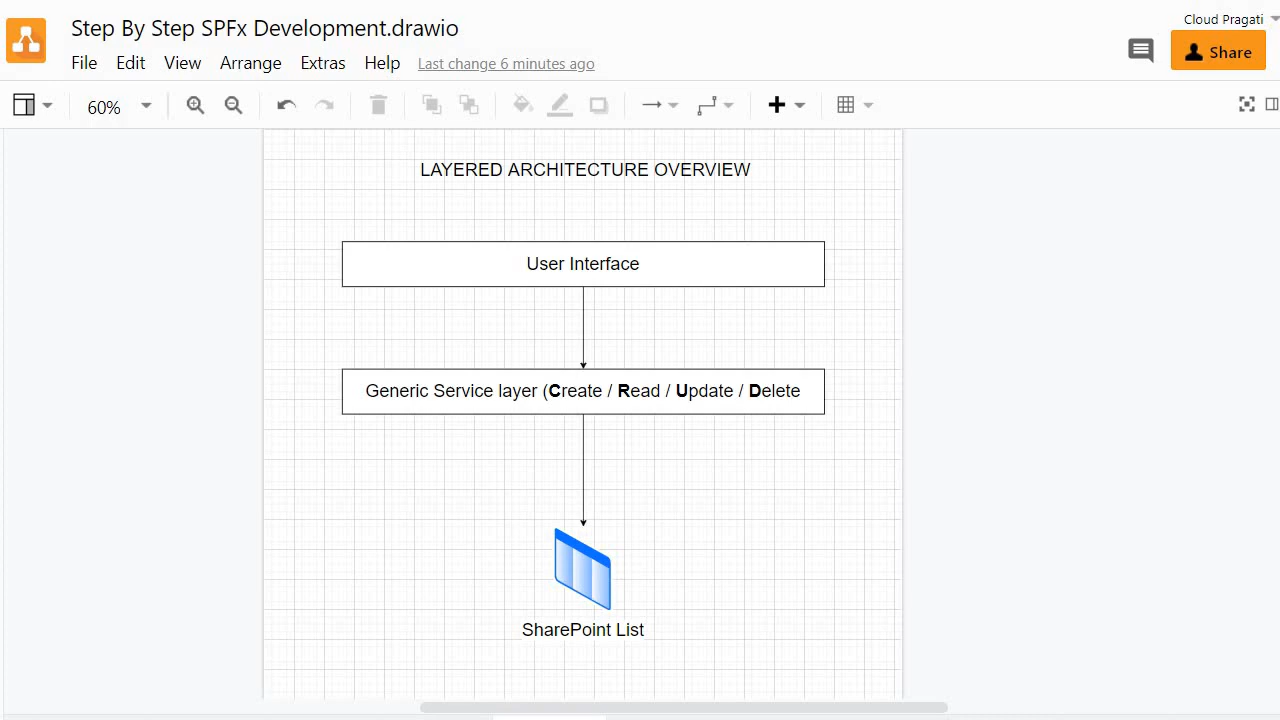 Step By Step SPFx Development.drawio
Cloud Pragati
File Edit View Arrange Extras Help Last change 6 minutes ago
Share
60%
LAYERED ARCHITECTURE OVERVIEW
User Interface
Generic Service layer (Create / Read / Update / Delete
SharePoint List